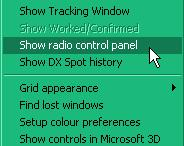 Show Tracking Window
Show Worked/Confirmed
Show radio control panel
Show DX Spot history
Grid appearance
Find lost windows
Setup colour preferences
Show controls in Microsoft 3D